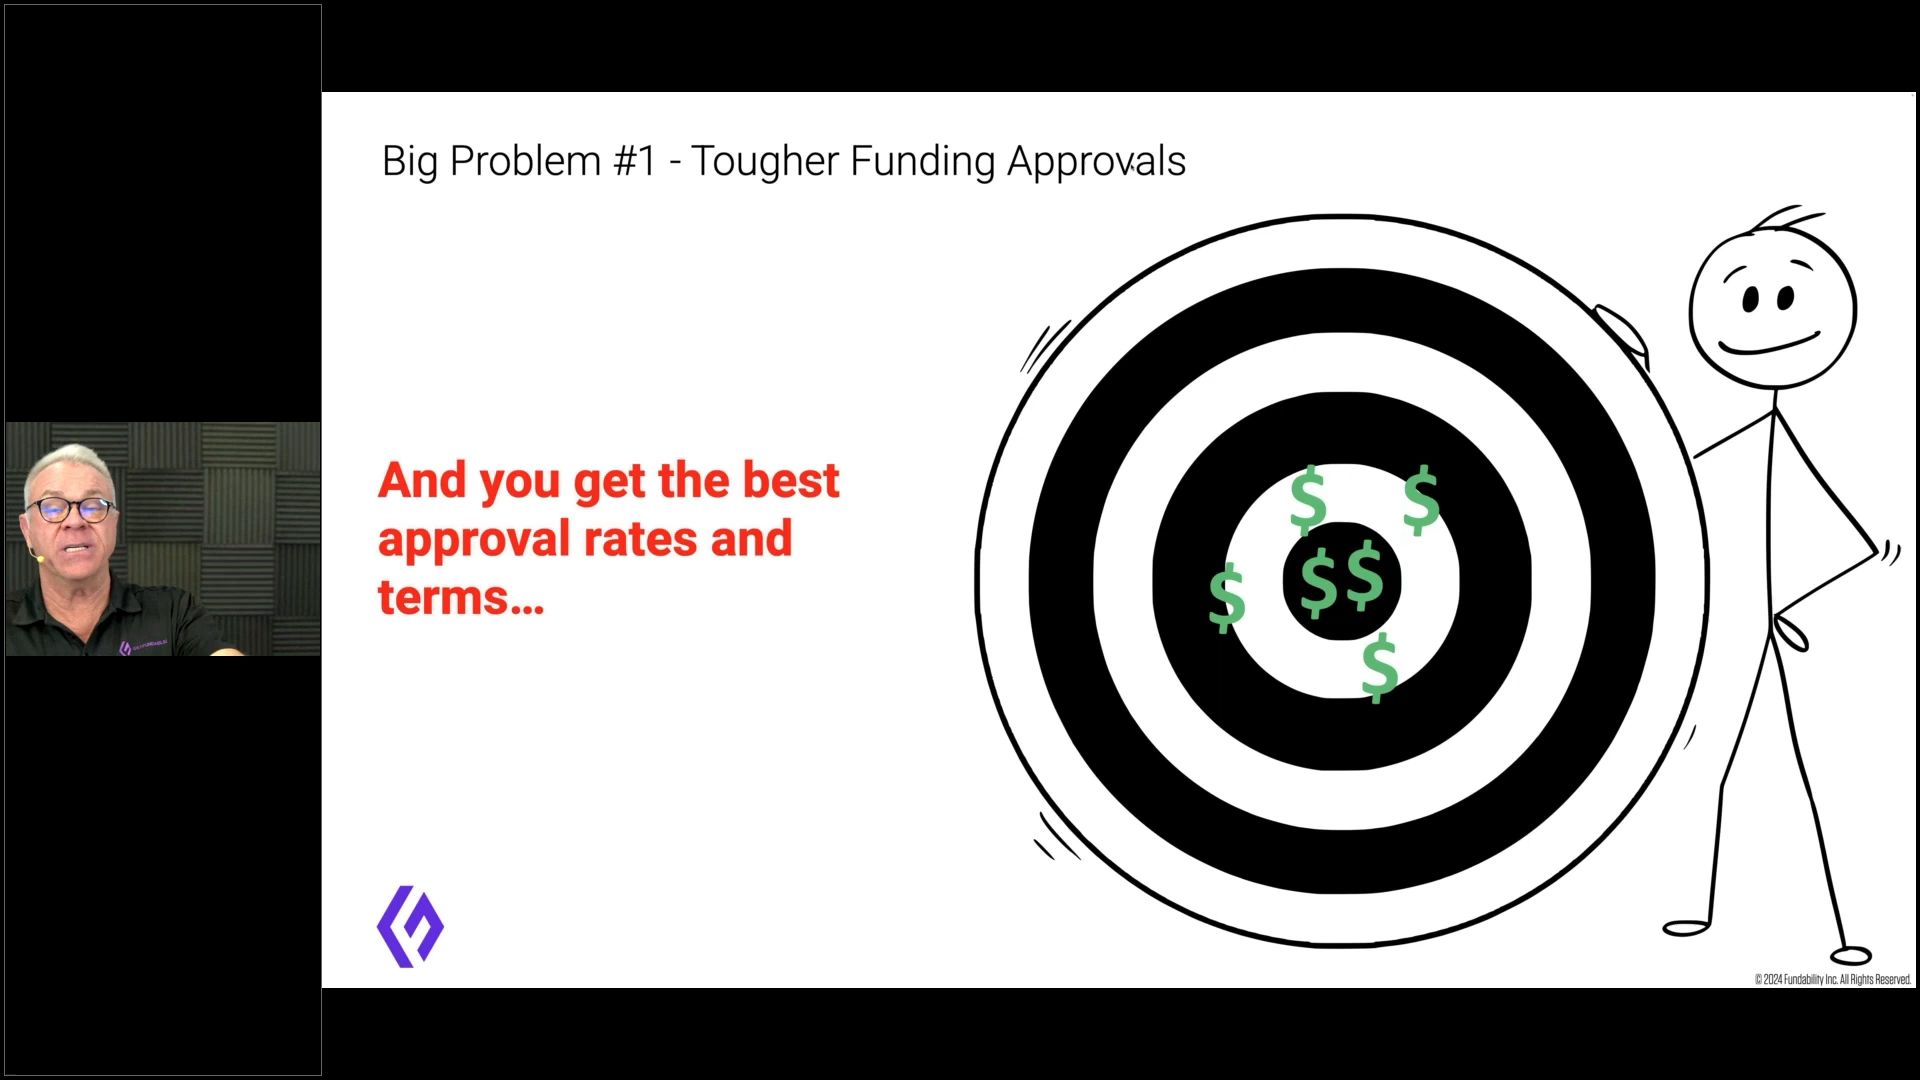 Big Problem #1 - Tougher Funding Approvals
And you get the best
approval rates and
terms...
$ $
$ $ $
$
© 2024 Fundability Inc. All Rights Reserved.